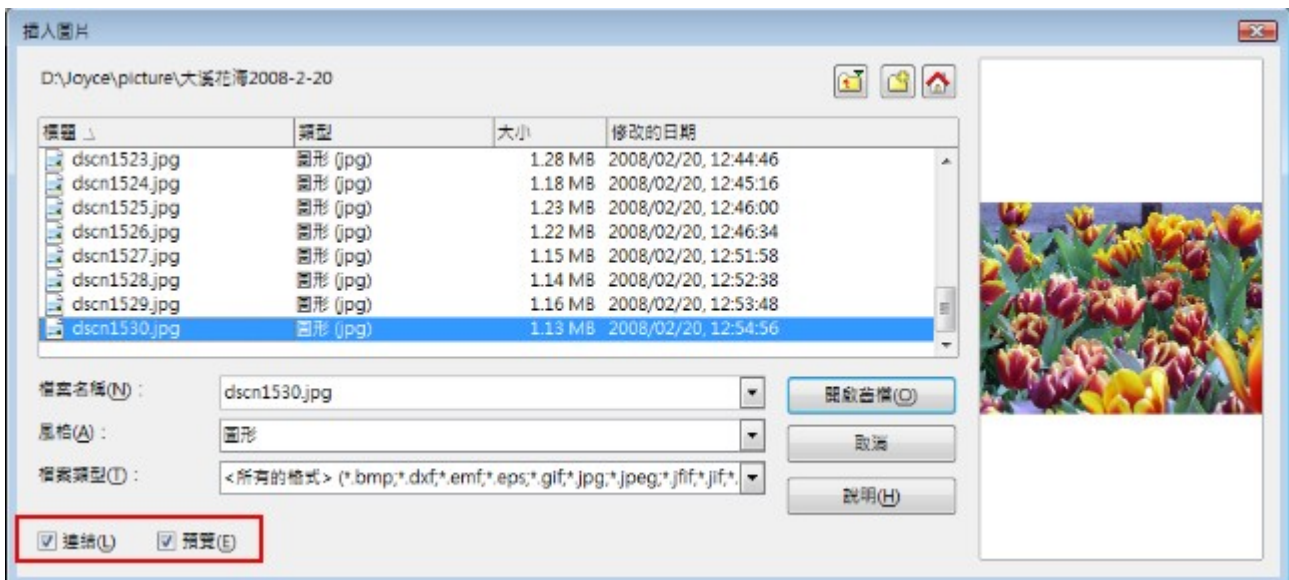 插入圖片
D:\Joyce\picture\大溪花海2008-2-20
標題 類型 大小 修改的日期
dscn1523.jpg 圖形 (jpg) 1.28 MB 2008/02/20, 12:44:46
dscn1524.jpg 圖形 (jpg) 1.18 MB 2008/02/20, 12:45:16
dscn1525.jpg 圖形 (jpg) 1.23 MB 2008/02/20, 12:46:00
dscn1526.jpg 圖形 (jpg) 1.22 MB 2008/02/20, 12:46:34
dscn1527.jpg 圖形 (jpg) 1.15 MB 2008/02/20, 12:51:58
dscn1528.jpg 圖形 (jpg) 1.14 MB 2008/02/20, 12:52:38
dscn1529.jpg 圖形 (jpg) 1.16 MB 2008/02/20, 12:53:48
dscn1530.jpg 圖形 (jpg) 1.13 MB 2008/02/20, 12:54:56
檔案名稱(N)： dscn1530.jpg 開啟舊檔(O)
風格(A)： 圖形 取消
檔案類型(T)： <所有的格式> (*.bmp;*.dxf;*.emf;*.eps;*.gif;*.jpg;*.jpeg;*.jfif;*.jif;*. 說明(H)
連結(L) 預覽(E)